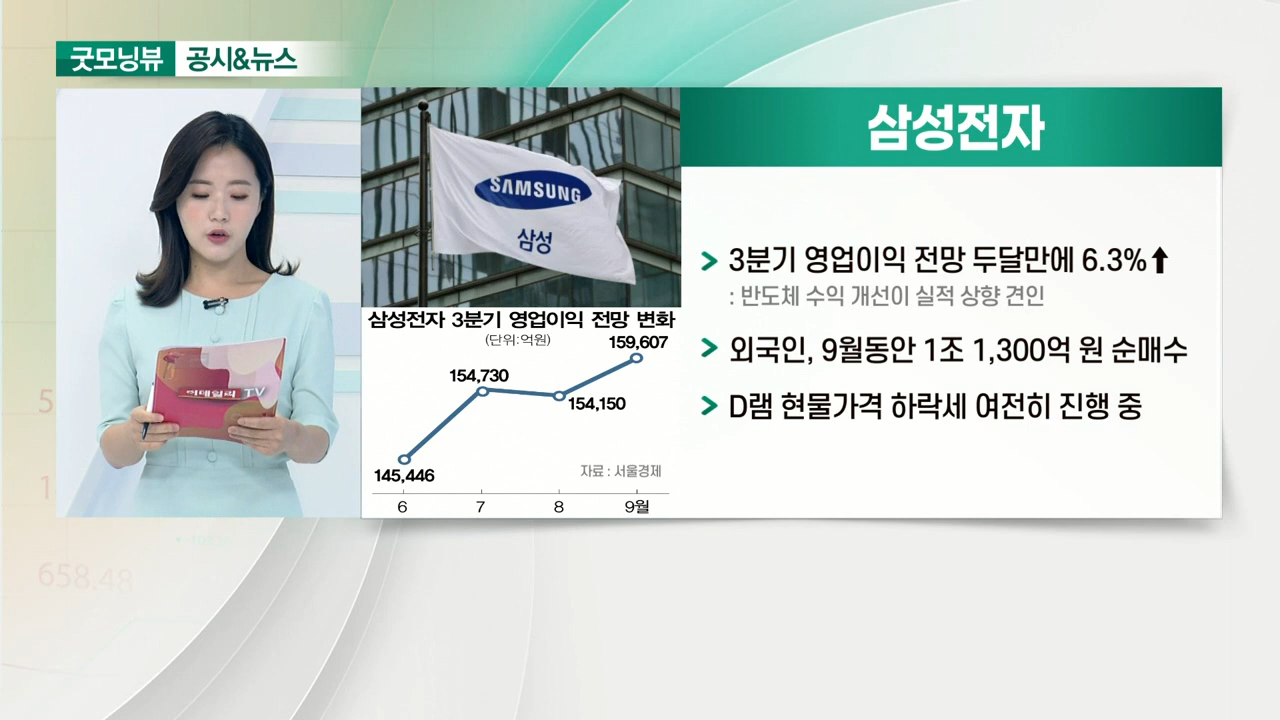 굿모닝뷰 공시&뉴스
SAMSUNG
삼성
삼성전자 3분기 영업이익 전망 변화
(단위:억원)
159,607
154,730
154,150
145,446
자료 : 서울경제
6 7 8 9월
이데일리 TV
삼성전자
3분기 영업이익 전망 두달만에 6.3%⬆
: 반도체 수익 개선이 실적 상향 견인
외국인, 9월동안 1조 1,300억 원 순매수
D램 현물가격 하락세 여전히 진행 중
658.48